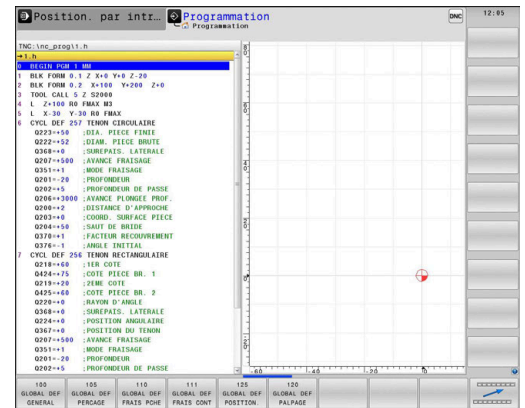 Position. par intr...
Programmation
Programmation
DNC
12:05
TNC:\nc_prog\1.h
→1.h
0 BEGIN PGM 1 MM
1 BLK FORM 0.1 Z X+0 Y+0 Z-20
2 BLK FORM 0.2 X+100 Y+200 Z+0
3 TOOL CALL 5 Z S2000
4 L Z+100 R0 FMAX M3
5 L X-30 Y-30 R0 FMAX
6 CYCL DEF 257 TENON CIRCULAIRE
Q223=+50 ;DIA. PIECE FINIE
Q222=+52 ;DIAM. PIECE BRUTE
Q368=+0 ;SUREPAIS. LATERALE
Q207=+500 ;AVANCE FRAISAGE
Q351=+1 ;MODE FRAISAGE
Q201=-20 ;PROFONDEUR
Q202=+5 ;PROFONDEUR DE PASSE
Q206=+3000 ;AVANCE PLONGEE PROF.
Q200=+2 ;DISTANCE D'APPROCHE
Q203=+0 ;COORD. SURFACE PIECE
Q204=+50 ;SAUT DE BRIDE
Q370=+1 ;FACTEUR RECOUVREMENT
Q376=-1 ;ANGLE INITIAL
7 CYCL DEF 256 TENON RECTANGULAIRE
Q218=+60 ;1ER COTE
Q424=+75 ;COTE PIECE BR. 1
Q219=+20 ;2EME COTE
Q425=+60 ;COTE PIECE BR. 2
Q220=+0 ;RAYON D'ANGLE
Q368=+0 ;SUREPAIS. LATERALE
Q224=+0 ;POSITION ANGULAIRE
Q367=+0 ;POSITION DU TENON
Q207=+500 ;AVANCE FRAISAGE
Q351=+1 ;MODE FRAISAGE
Q201=-20 ;PROFONDEUR
Q202=+5 ;PROFONDEUR DE PASSE
-60 -40 -20 0
100 GLOBAL DEF GENERAL
105 GLOBAL DEF PERCAGE
110 GLOBAL DEF FRAIS PCHE
111 GLOBAL DEF FRAIS CONT
125 GLOBAL DEF POSITION.
120 GLOBAL DEF PALPAGE